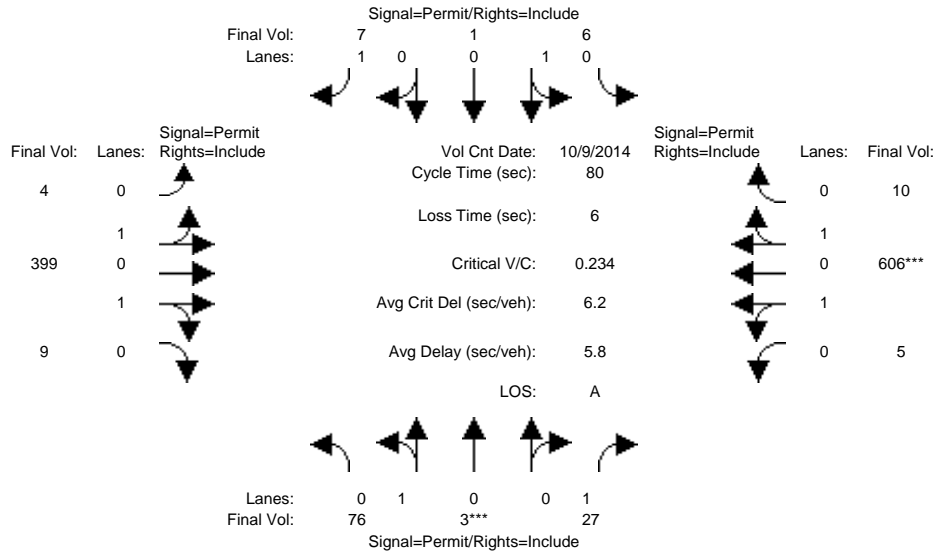 Signal=Permit/Rights=Include
Final Vol: 7 1 6
Lanes: 1 0 0 1 0
Signal=Permit
Final Vol: Lanes: Rights=Include
Vol Cnt Date: 10/9/2014
Signal=Permit
Rights=Include Lanes: Final Vol:
Cycle Time (sec): 80
4 0
0 10
Loss Time (sec): 6
1
1
399 0
Critical V/C: 0.234
0 606***
1
Avg Crit Del (sec/veh): 6.2
1
9 0
Avg Delay (sec/veh): 5.8
0 5
LOS: A
Lanes: 0 1 0 0 1
Final Vol: 76 3*** 27
Signal=Permit/Rights=Include